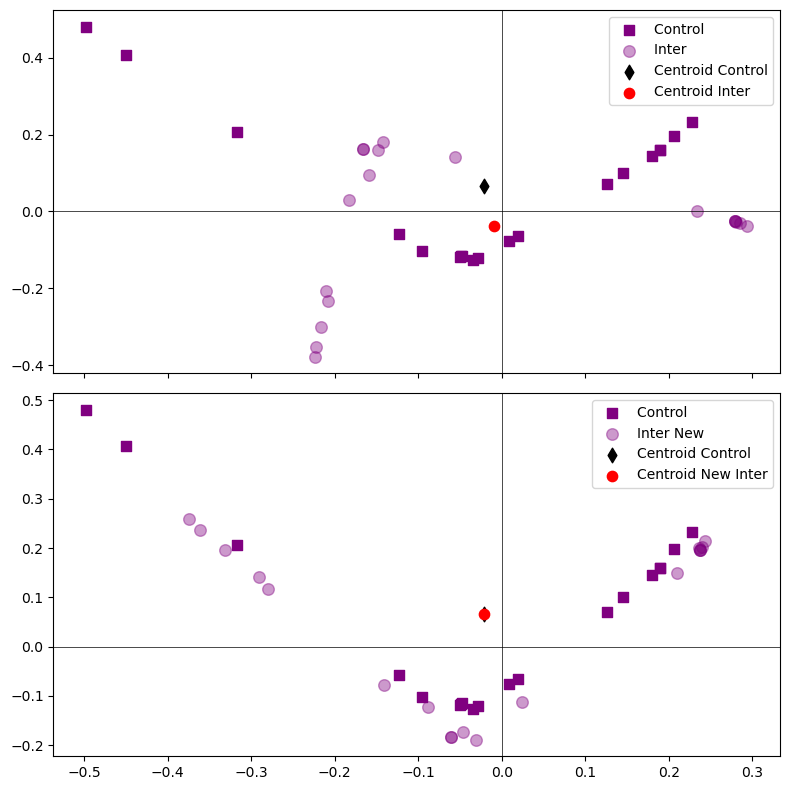 Control
Inter
Centroid Control
Centroid Inter
0.4
0.2
0.0
−0.2
−0.4
Control
Inter New
Centroid Control
Centroid New Inter
0.5
0.4
0.3
0.2
0.1
0.0
−0.1
−0.2
−0.5 −0.4 −0.3 −0.2 −0.1 0.0 0.1 0.2 0.3